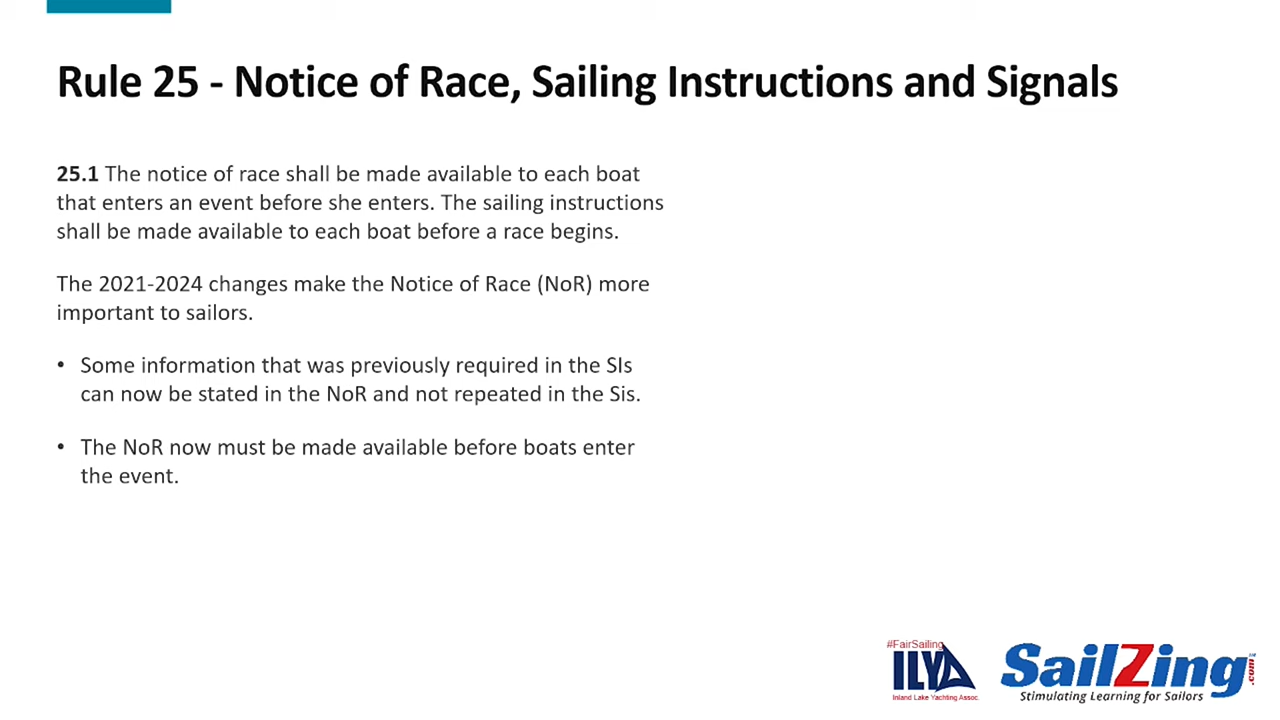 Rule 25 - Notice of Race, Sailing Instructions and Signals
25.1 The notice of race shall be made available to each boat
that enters an event before she enters. The sailing instructions
shall be made available to each boat before a race begins.
The 2021-2024 changes make the Notice of Race (NoR) more
important to sailors.
• Some information that was previously required in the SIs
can now be stated in the NoR and not repeated in the Sis.
• The NoR now must be made available before boats enter
the event.
#FairSailing
ILYA
Inland Lake Yachting Assoc.
SailZing.com
Stimulating Learning for Sailors